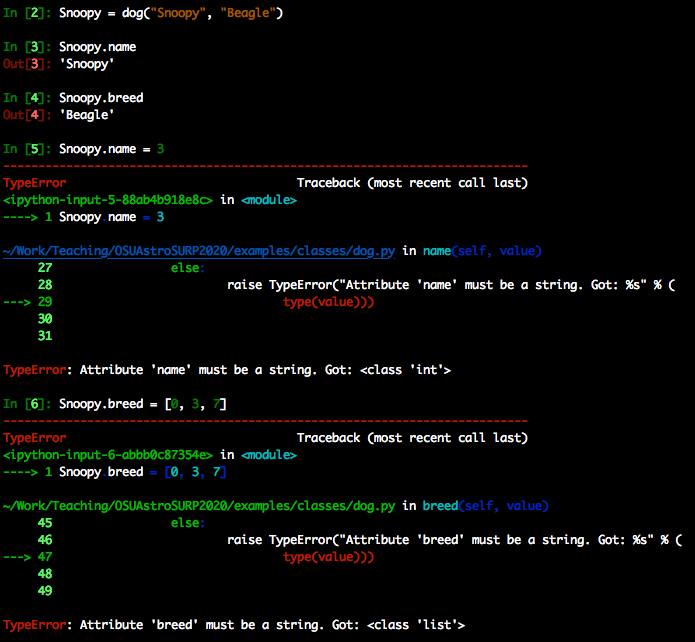 In [2]: Snoopy = dog("Snoopy", "Beagle")
In [3]: Snoopy.name
Out[3]: 'Snoopy'
In [4]: Snoopy.breed
Out[4]: 'Beagle'
In [5]: Snoopy.name = 3
---------------------------------------------------------------------------
TypeError                                 Traceback (most recent call last)
<ipython-input-5-88ab4b918e8c> in <module>
----> 1 Snoopy.name = 3
~/Work/Teaching/OSUAstroSURP2020/examples/classes/dog.py in name(self, value)
     27                 else:
     28                         raise TypeError("Attribute 'name' must be a string. Got: %s" % (
---> 29                                 type(value)))
     30
     31
TypeError: Attribute 'name' must be a string. Got: <class 'int'>
In [6]: Snoopy.breed = [0, 3, 7]
---------------------------------------------------------------------------
TypeError                                 Traceback (most recent call last)
<ipython-input-6-abbb0c87354e> in <module>
----> 1 Snoopy.breed = [0, 3, 7]
~/Work/Teaching/OSUAstroSURP2020/examples/classes/dog.py in breed(self, value)
     45                 else:
     46                         raise TypeError("Attribute 'breed' must be a string. Got: %s" % (
---> 47                                 type(value)))
     48
     49
TypeError: Attribute 'breed' must be a string. Got: <class 'list'>